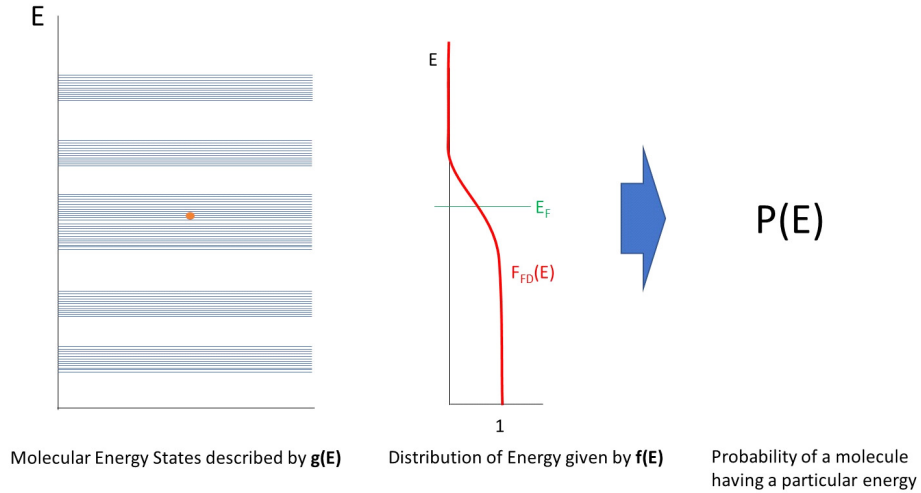 E
E
E_F
F_FD(E)
P(E)
1
Molecular Energy States described by g(E)
Distribution of Energy given by f(E)
Probability of a molecule
having a particular energy